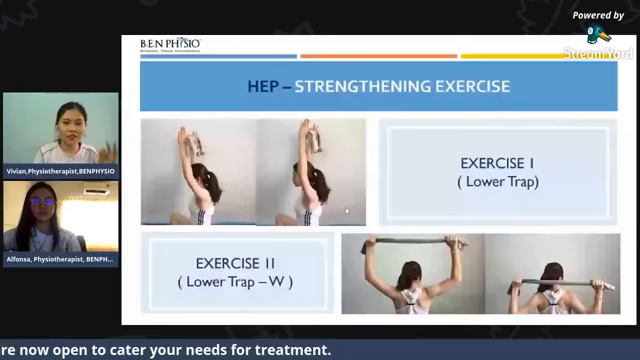 Powered by
StreamYard
B.E.N PHYSIO
HEP – STRENGTHENING EXERCISE
EXERCISE I
( Lower Trap)
EXERCISE II
( Lower Trap – W )
Vivian,Physiotherapist,BENPHYSIO
Alfonsa, Physiotherapist, BENPH...
re now open to cater your needs for treatment.